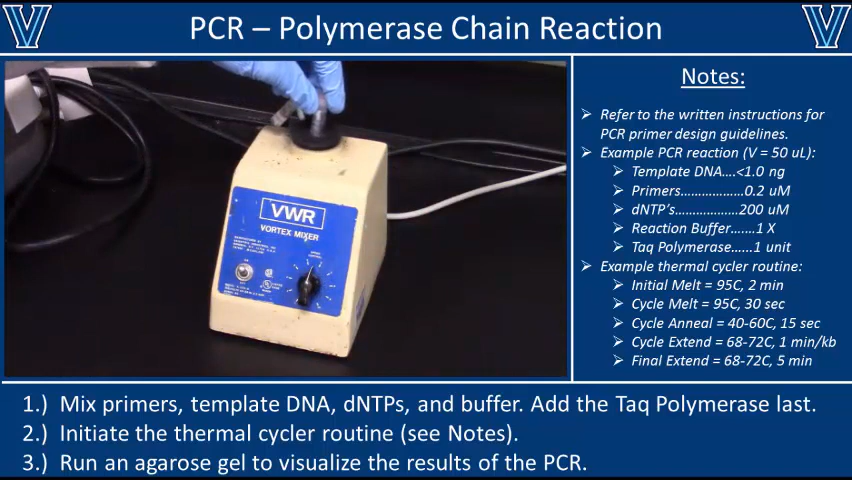 PCR – Polymerase Chain Reaction
VWR
VORTEX MIXER
Notes:
➢ Refer to the written instructions for
PCR primer design guidelines.
➢ Example PCR reaction (V = 50 uL):
➢ Template DNA….<1.0 ng
➢ Primers………………0.2 uM
➢ dNTP's………………200 uM
➢ Reaction Buffer…….1 X
➢ Taq Polymerase……1 unit
➢ Example thermal cycler routine:
➢ Initial Melt = 95C, 2 min
➢ Cycle Melt = 95C, 30 sec
➢ Cycle Anneal = 40-60C, 15 sec
➢ Cycle Extend = 68-72C, 1 min/kb
➢ Final Extend = 68-72C, 5 min
1.) Mix primers, template DNA, dNTPs, and buffer. Add the Taq Polymerase last.
2.) Initiate the thermal cycler routine (see Notes).
3.) Run an agarose gel to visualize the results of the PCR.